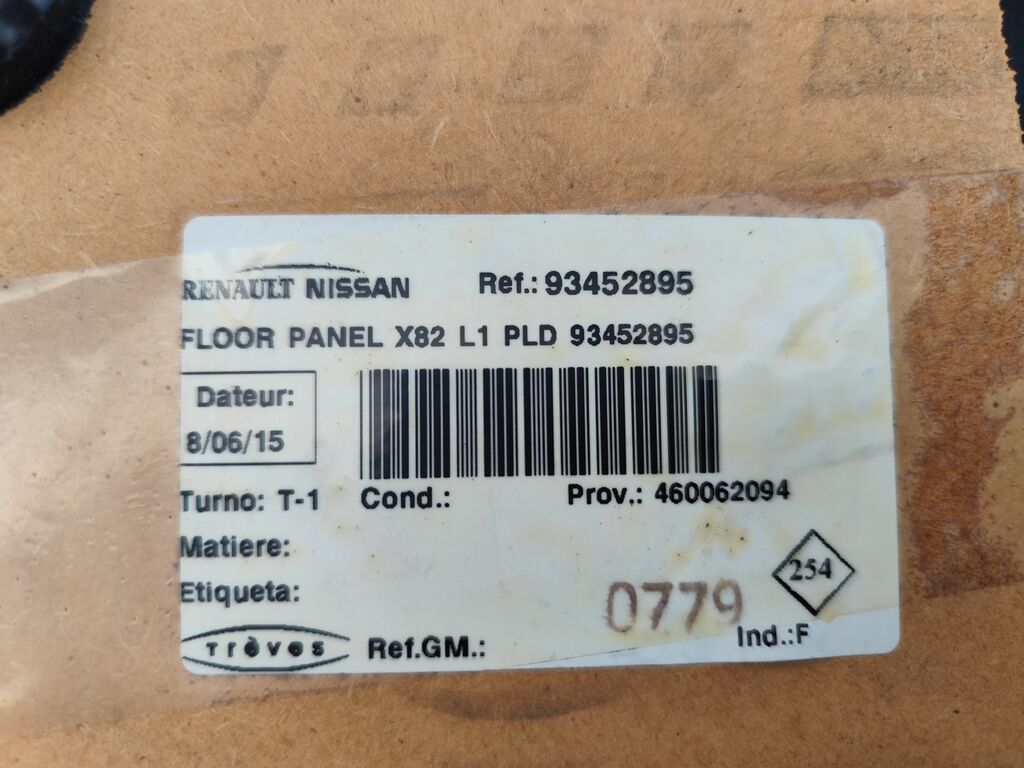 RENAULT NISSAN Ref.: 93452895
FLOOR PANEL X82 L1 PLD 93452895
Dateur:
8/06/15
Turno: T-1 Cond.: Prov.: 460062094
Matiere:
254
Etiqueta:
0779
Trèves Ref.GM.: Ind.:F